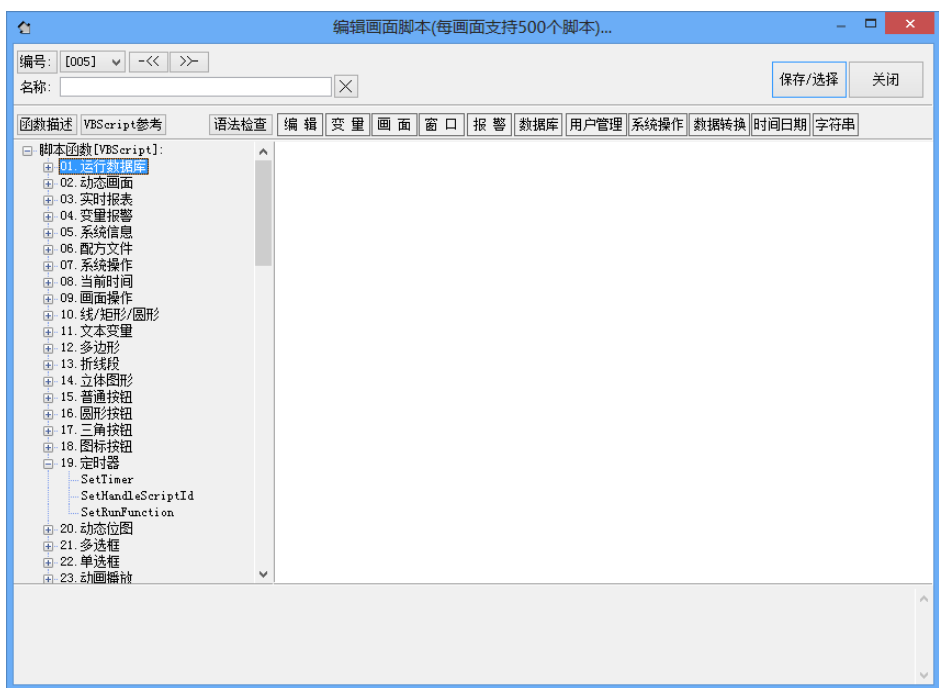 编辑画面脚本(每画面支持500个脚本)...
编号: [005] -<< >>-
名称:
保存/选择 关闭
函数描述 VBScript参考 语法检查 编 辑 变 量 画 面 窗 口 报 警 数据库 用户管理 系统操作 数据转换 时间日期 字符串
脚本函数[VBScript]:
01.运行数据库
02.动态画面
03.实时报表
04.变量报警
05.系统信息
06.配方文件
07.系统操作
08.当前时间
09.画面操作
10.线/矩形/圆形
11.文本变量
12.多边形
13.折线段
14.立体图形
15.普通按钮
16.圆形按钮
17.三角按钮
18.图标按钮
19.定时器
SetTimer
SetHandleScriptId
SetRunFunction
20.动态位图
21.多选框
22.单选框
23.动画播放